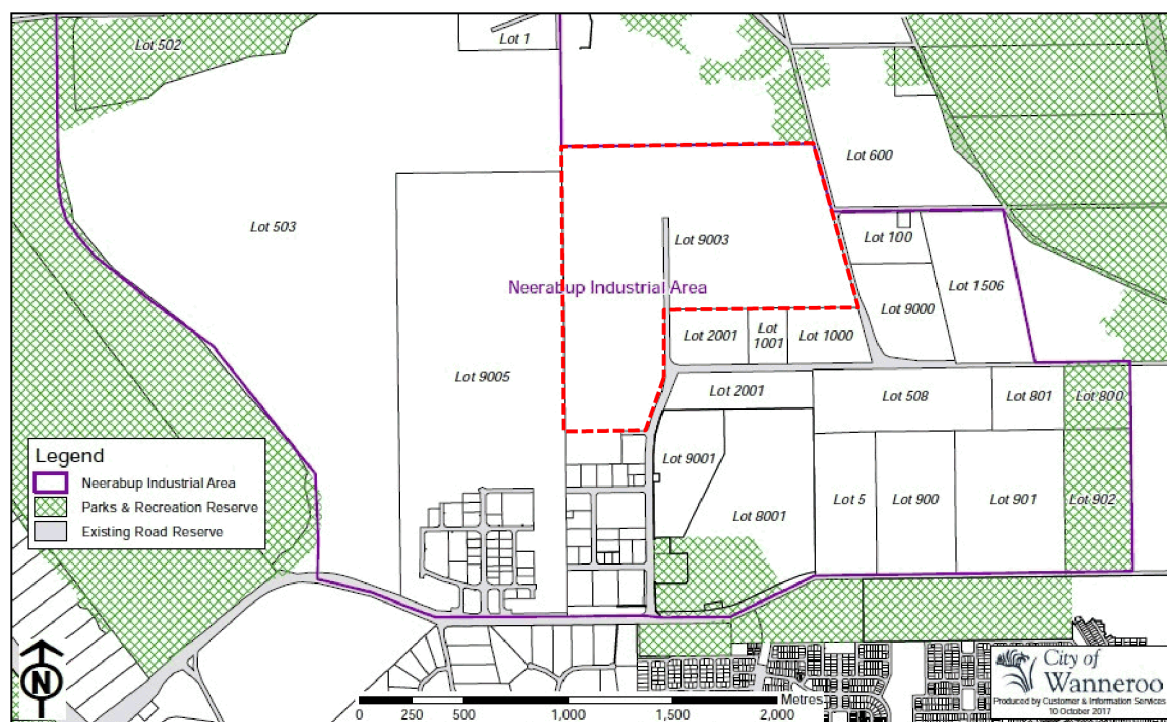 Lot 502
Lot 1
Lot 600
Lot 503
Lot 9003
Lot 100
Neerabup Industrial Area
Lot 1506
Lot 9000
Lot 2001
Lot
1001
Lot 1000
Lot 9005
Lot 2001
Lot 508
Lot 801
Lot 800
Lot 9001
Lot 5
Lot 900
Lot 901
Lot 902
Lot 8001
Legend
Neerabup Industrial Area
Parks & Recreation Reserve
Existing Road Reserve
N
Metres
0 250 500 1,000 1,500 2,000
City of
Wanneroo
Produced by Customer & Information Services
10 October 2017